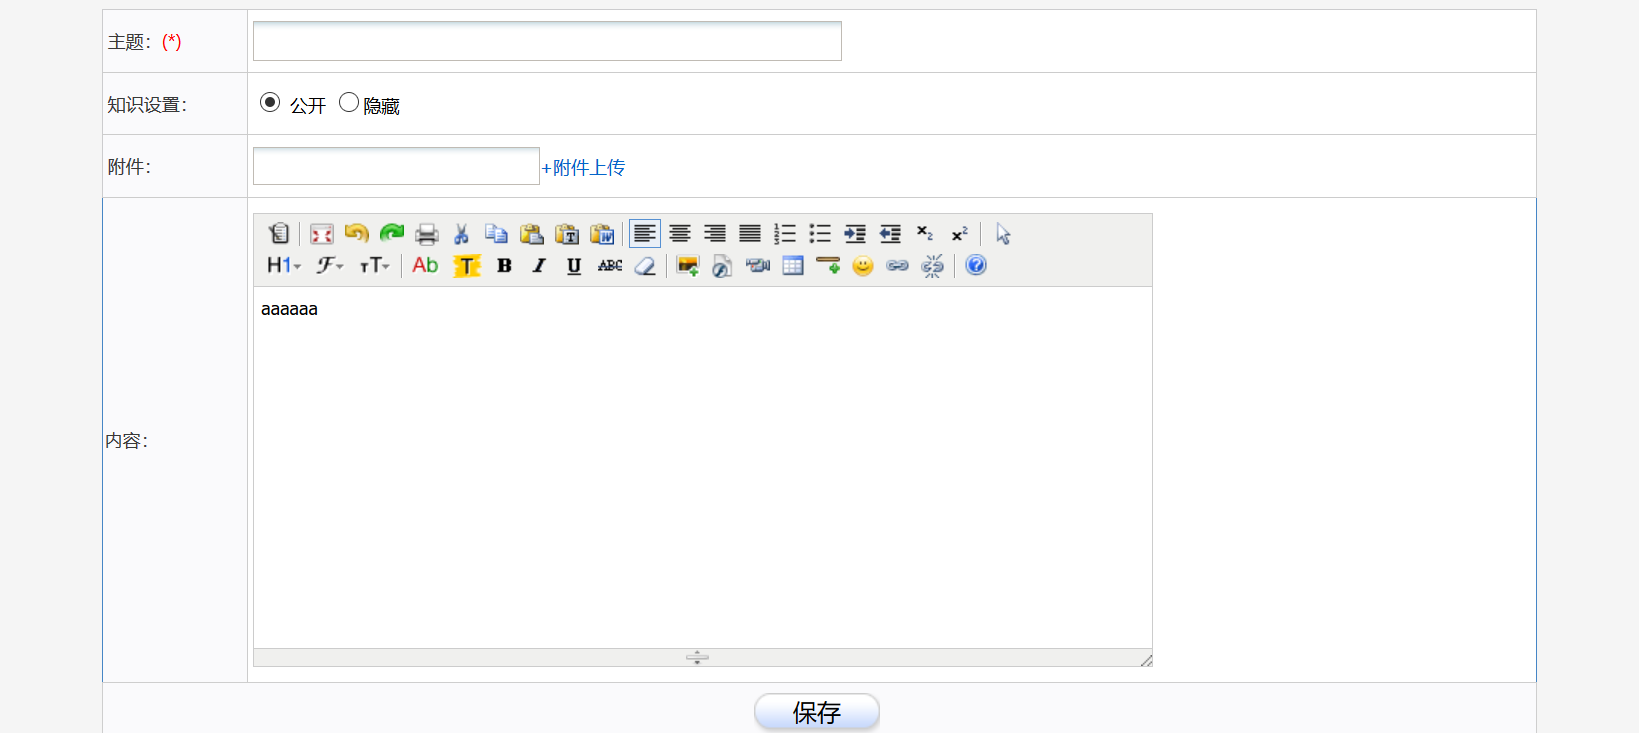 主题：(*)
知识设置： 公开 隐藏
附件： +附件上传
H1 F тT Ab T B I U ABC
aaaaaa
内容：
保存